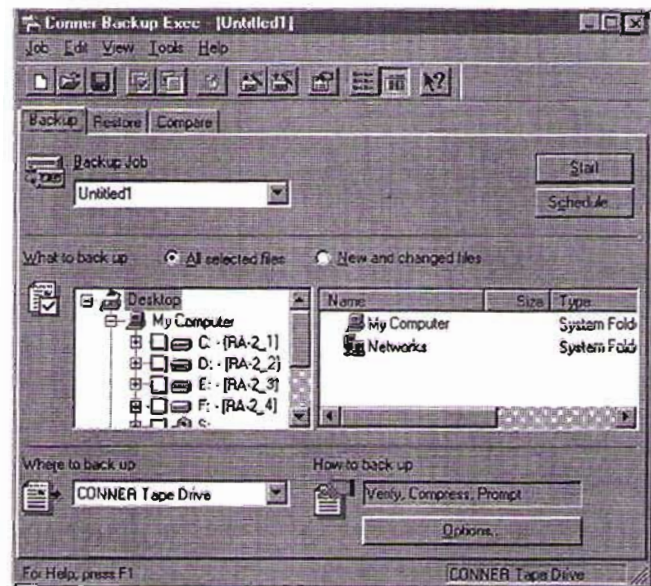 Conner Backup Exec - [Untitled1]
Job Edit View Tools Help
Backup Restore Compare
Backup Job
Untitled1
Start
Schedule...
What to back up
All selected files
New and changed files
Desktop
My Computer
C: - [RA-2_1]
D: - [RA-2_2]
E: - [RA-2_3]
F: - [RA-2_4]
S:
Name Size Type
My Computer System Fold
Networks System Fold
Where to back up
CONNER Tape Drive
How to back up
Verify, Compress, Prompt
Options...
For Help, press F1
CONNER Tape Drive